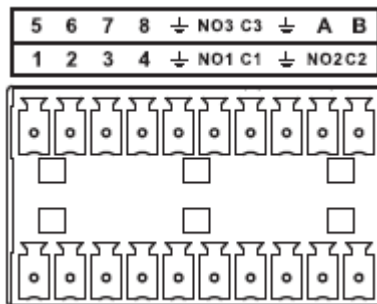 5 6 7 8 ⏚ NO3 C3 ⏚ A B
1 2 3 4 ⏚ NO1 C1 ⏚ NO2 C2